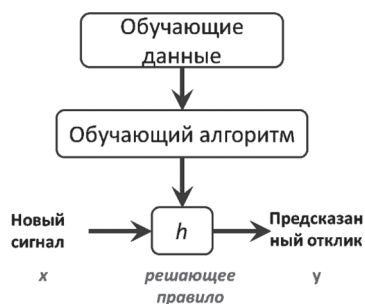 Обучающие
данные
Обучающий алгоритм
Новый
сигнал
h
Предсказан
ный отклик
x
решающее
правило
y